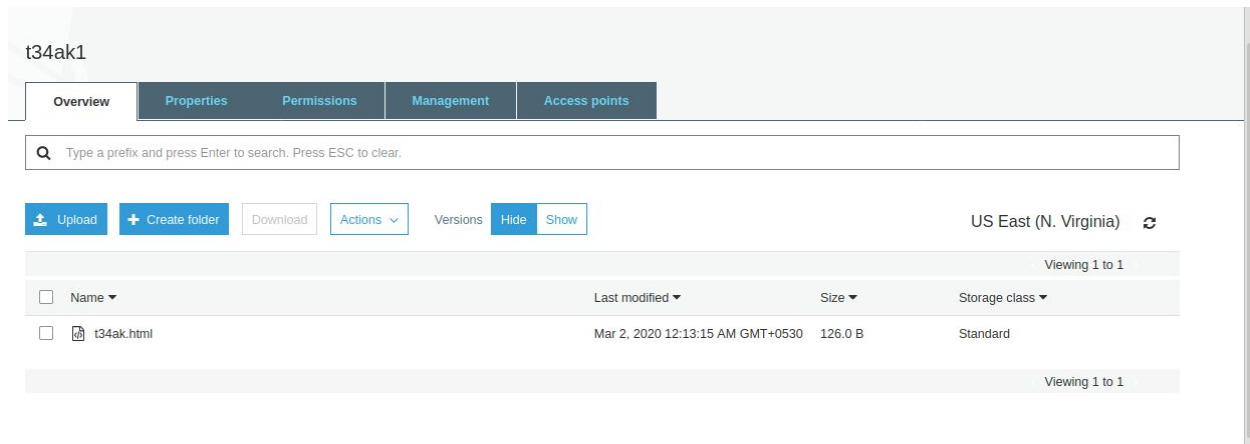 t34ak1
Overview Properties Permissions Management Access points
Type a prefix and press Enter to search. Press ESC to clear.
Upload Create folder Download Actions Versions Hide Show US East (N. Virginia)
Viewing 1 to 1
Name Last modified Size Storage class
t34ak.html Mar 2, 2020 12:13:15 AM GMT+0530 126.0 B Standard
Viewing 1 to 1